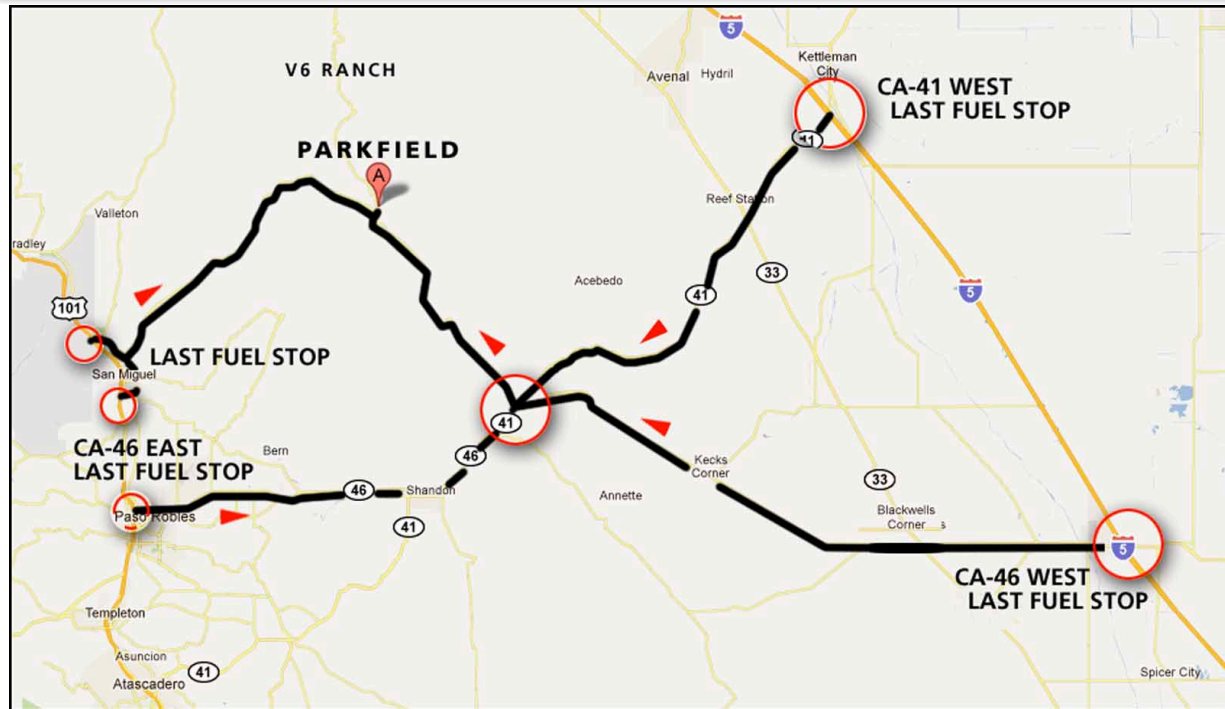 5
Kettleman
City
V6 RANCH
Avenal
Hydril
CA-41 WEST
LAST FUEL STOP
41
PARKFIELD
A
Reef Station
Valleton
radley
33
Acebedo
5
41
101
LAST FUEL STOP
San Miguel
41
CA-46 EAST
LAST FUEL STOP
Bern
46
Kecks
Corner
46
Shandon
33
Annette
Paso Robles
41
Blackwells
Corner
s
5
CA-46 WEST
LAST FUEL STOP
Templeton
Asuncion
41
Atascadero
Spicer City